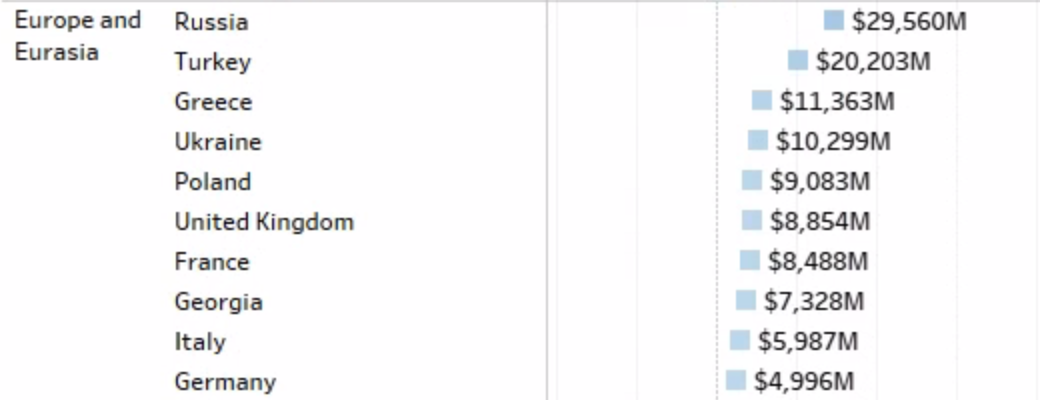 Europe and
Eurasia
Russia $29,560M
Turkey $20,203M
Greece $11,363M
Ukraine $10,299M
Poland $9,083M
United Kingdom $8,854M
France $8,488M
Georgia $7,328M
Italy $5,987M
Germany $4,996M